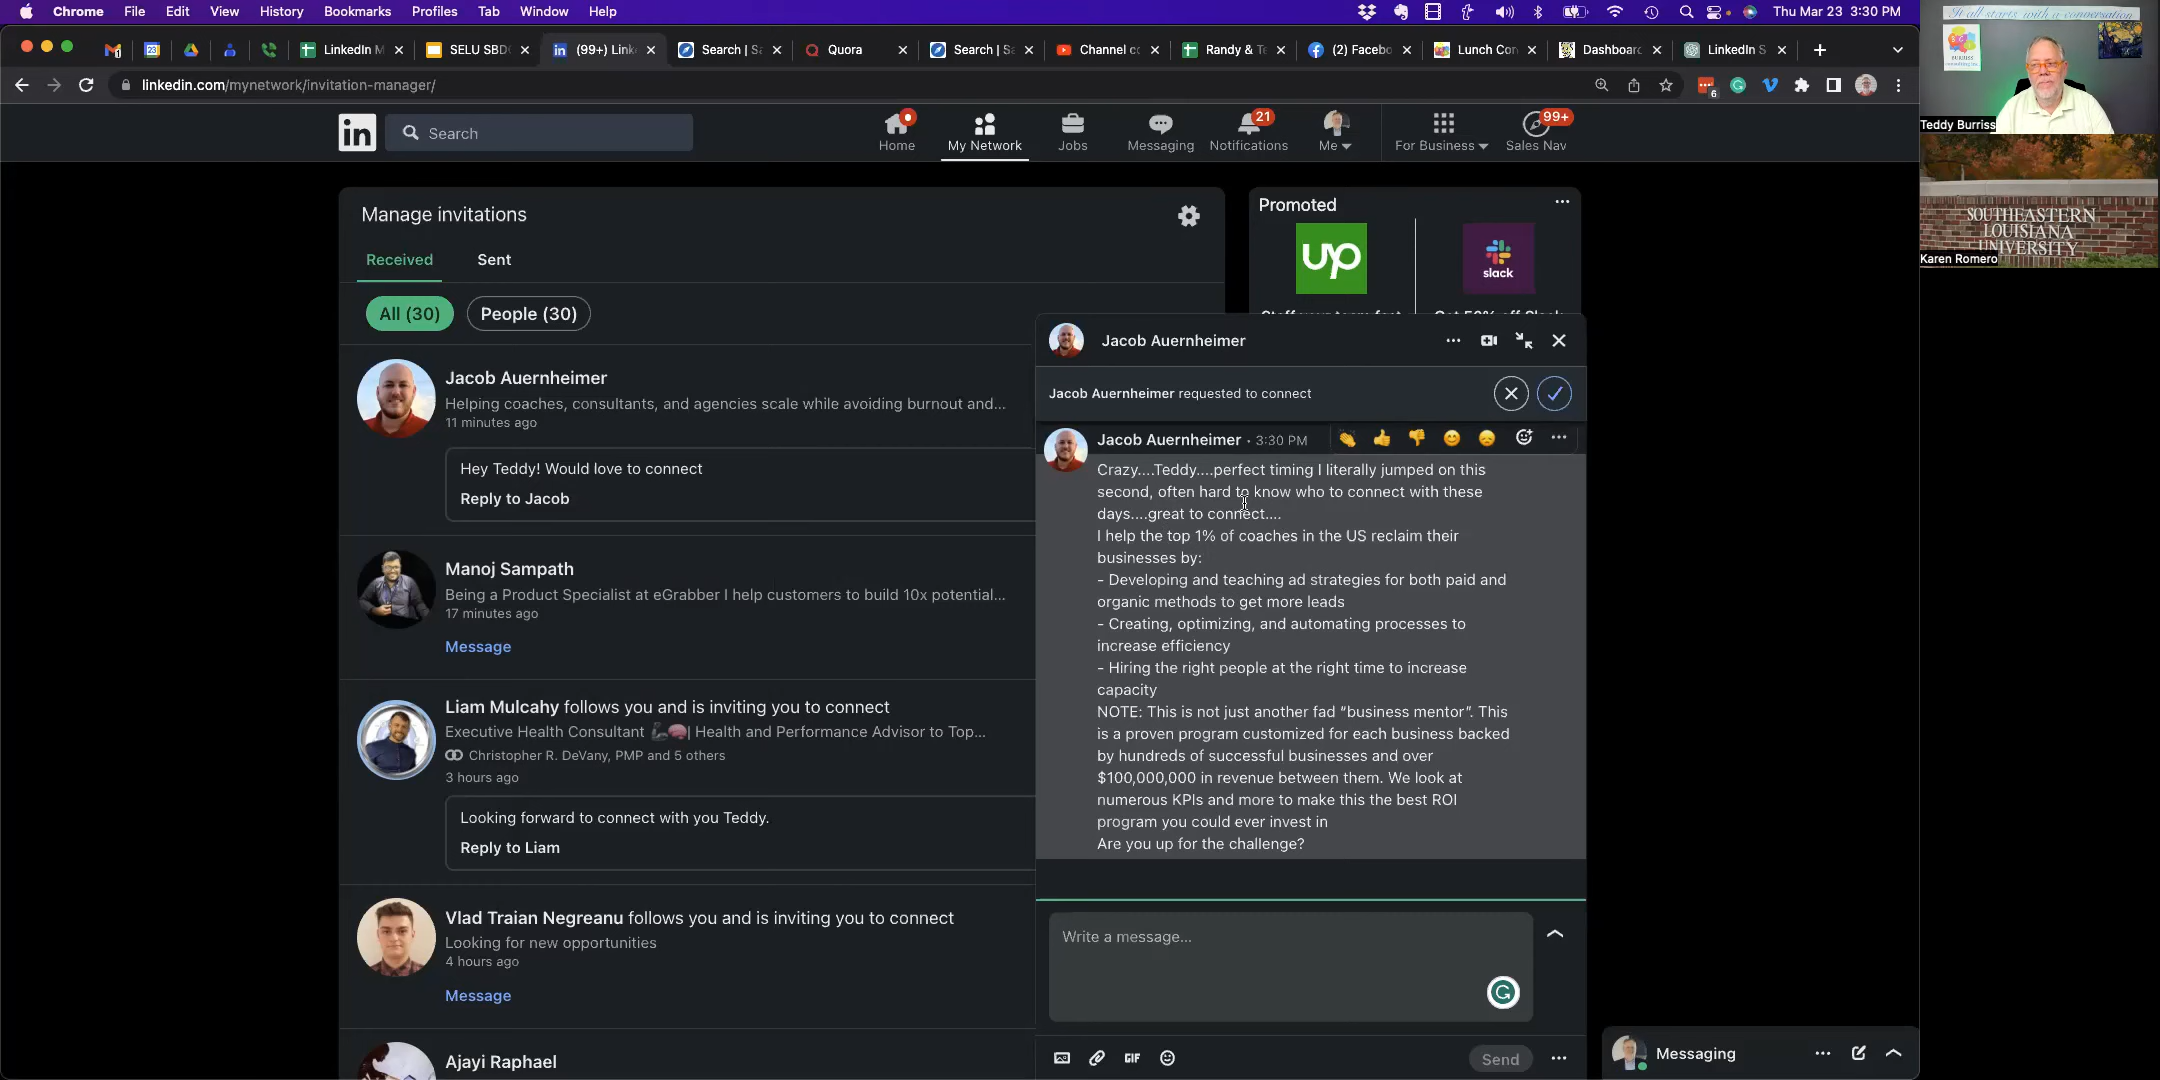 Chrome File Edit View History Bookmarks Profiles Tab Window Help
Thu Mar 23 3:30 PM
LinkedIn M
SELU SBD
(99+) Link
Search | Sa
Quora
Search | Sa
Channel co
Randy & Te
(2) Facebo
Lunch Con
Dashboard
LinkedIn S
linkedin.com/mynetwork/invitation-manager/
6
in
Search
Home
My Network
Jobs
Messaging
21
Notifications
Me
For Business
99+
Sales Nav
Manage invitations
Received Sent
All (30) People (30)
Jacob Auernheimer
Helping coaches, consultants, and agencies scale while avoiding burnout and...
11 minutes ago
Hey Teddy! Would love to connect
Reply to Jacob
Manoj Sampath
Being a Product Specialist at eGrabber I help customers to build 10x potential...
17 minutes ago
Message
Liam Mulcahy follows you and is inviting you to connect
Executive Health Consultant | Health and Performance Advisor to Top...
Christopher R. DeVany, PMP and 5 others
3 hours ago
Looking forward to connect with you Teddy.
Reply to Liam
Vlad Traian Negreanu follows you and is inviting you to connect
Looking for new opportunities
4 hours ago
Message
Ajayi Raphael
Promoted
up
slack
Jacob Auernheimer
Jacob Auernheimer requested to connect
Jacob Auernheimer • 3:30 PM
Crazy....Teddy....perfect timing I literally jumped on this
second, often hard to know who to connect with these
days....great to connect....
I help the top 1% of coaches in the US reclaim their
businesses by:
- Developing and teaching ad strategies for both paid and
organic methods to get more leads
- Creating, optimizing, and automating processes to
increase efficiency
- Hiring the right people at the right time to increase
capacity
NOTE: This is not just another fad "business mentor". This
is a proven program customized for each business backed
by hundreds of successful businesses and over
$100,000,000 in revenue between them. We look at
numerous KPIs and more to make this the best ROI
program you could ever invest in
Are you up for the challenge?
Write a message...
GIF
Send
Messaging
It all starts with a conversation
BURRISS
Teddy Burriss
SOUTHEASTERN
LOUISIANA
UNIVERSITY
Karen Romero